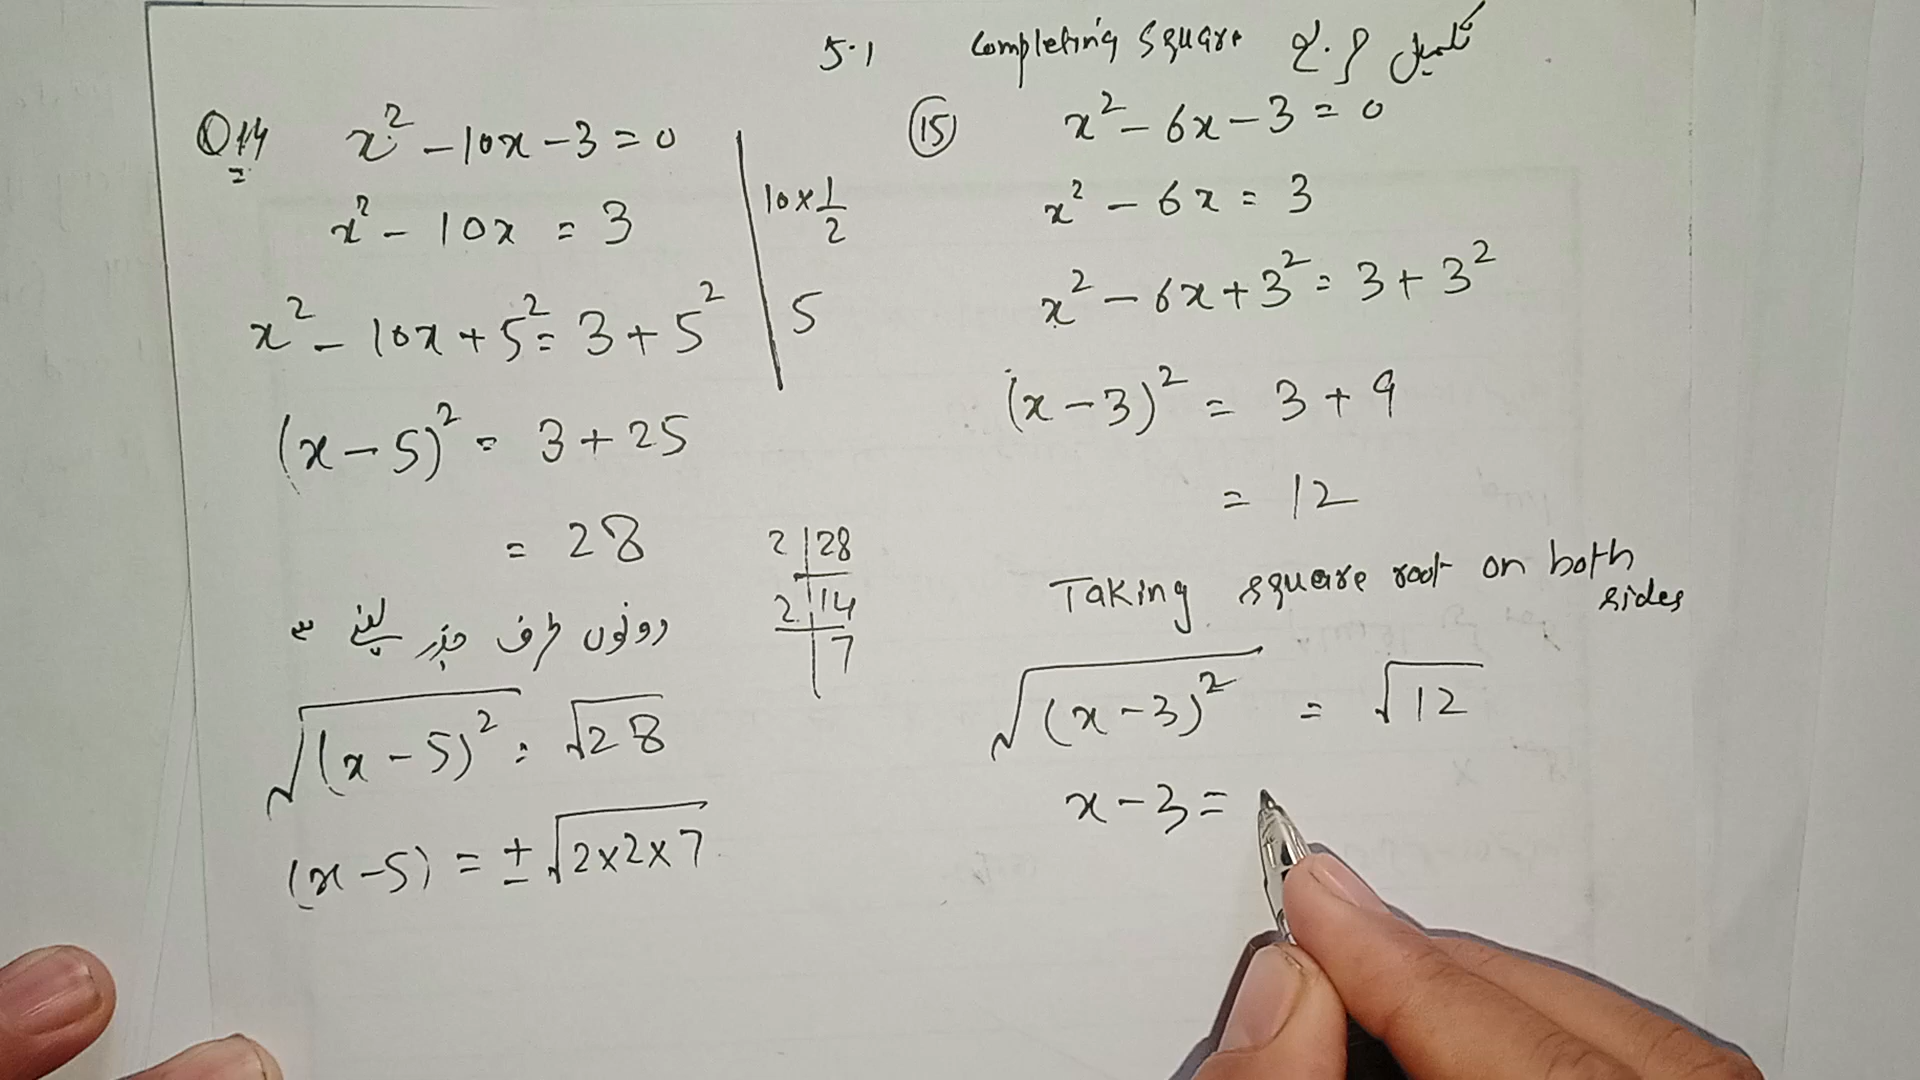 5.1 Completing square تکمیل مربع
Q14 x² - 10x - 3 = 0
x² - 10x = 3
10 × 1/2
x² - 10x + 5² = 3 + 5²
5
(x - 5)² = 3 + 25
= 28
2 | 28
2 | 14
7
دونوں طرف جذر لینے سے
√(x - 5)² = √28
(x - 5) = ± √2×2×7
(15) x² - 6x - 3 = 0
x² - 6x = 3
x² - 6x + 3² = 3 + 3²
(x - 3)² = 3 + 9
= 12
Taking square root on both
sides
√(x - 3)² = √12
x - 3 =